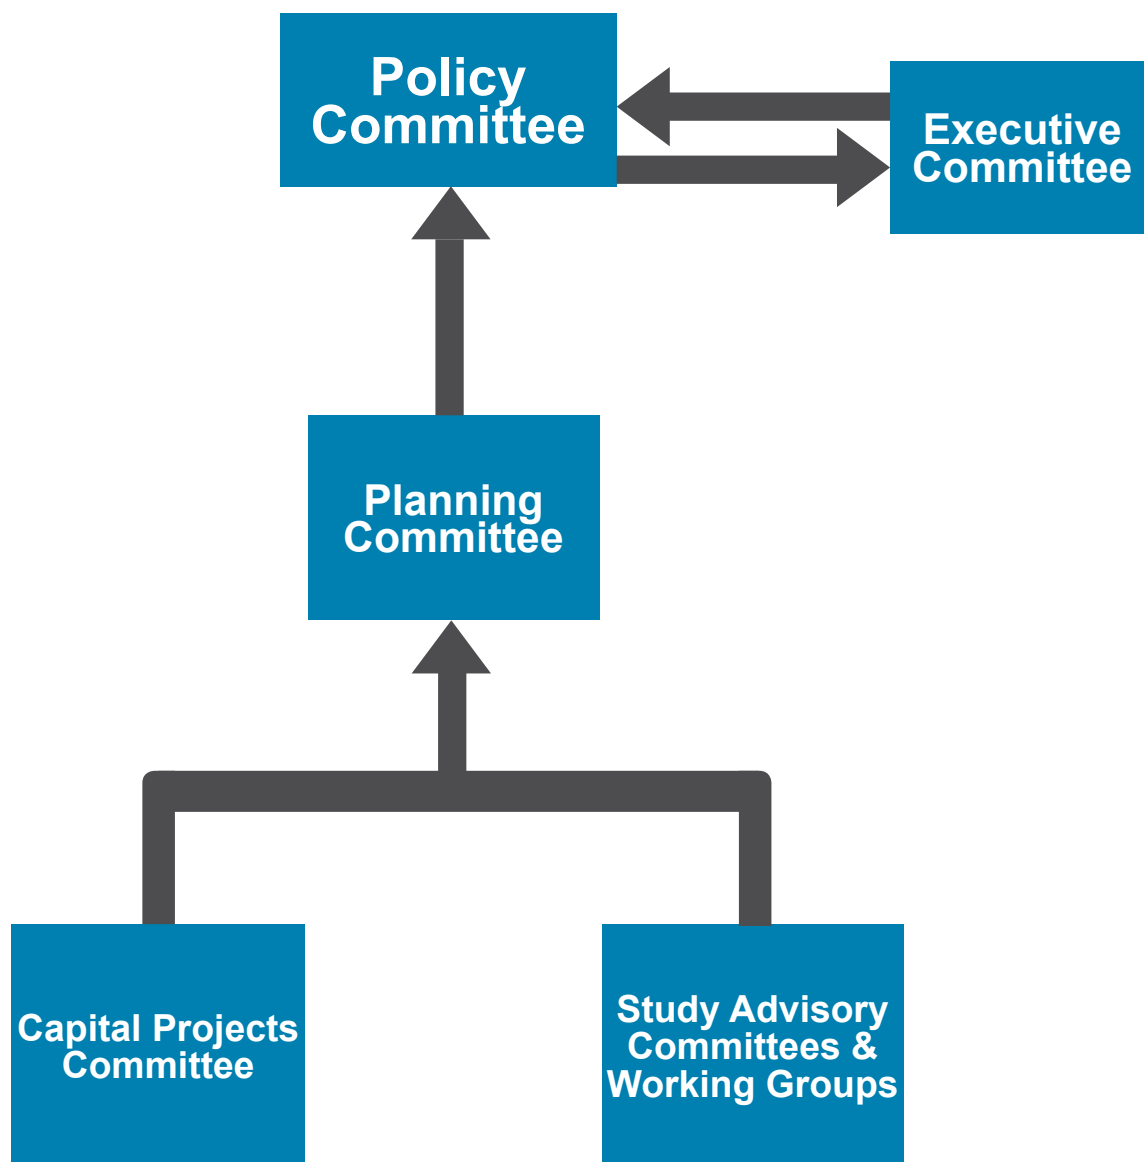 Policy
Committee
Executive
Committee
Planning
Committee
Capital Projects
Committee
Study Advisory
Committees &
Working Groups